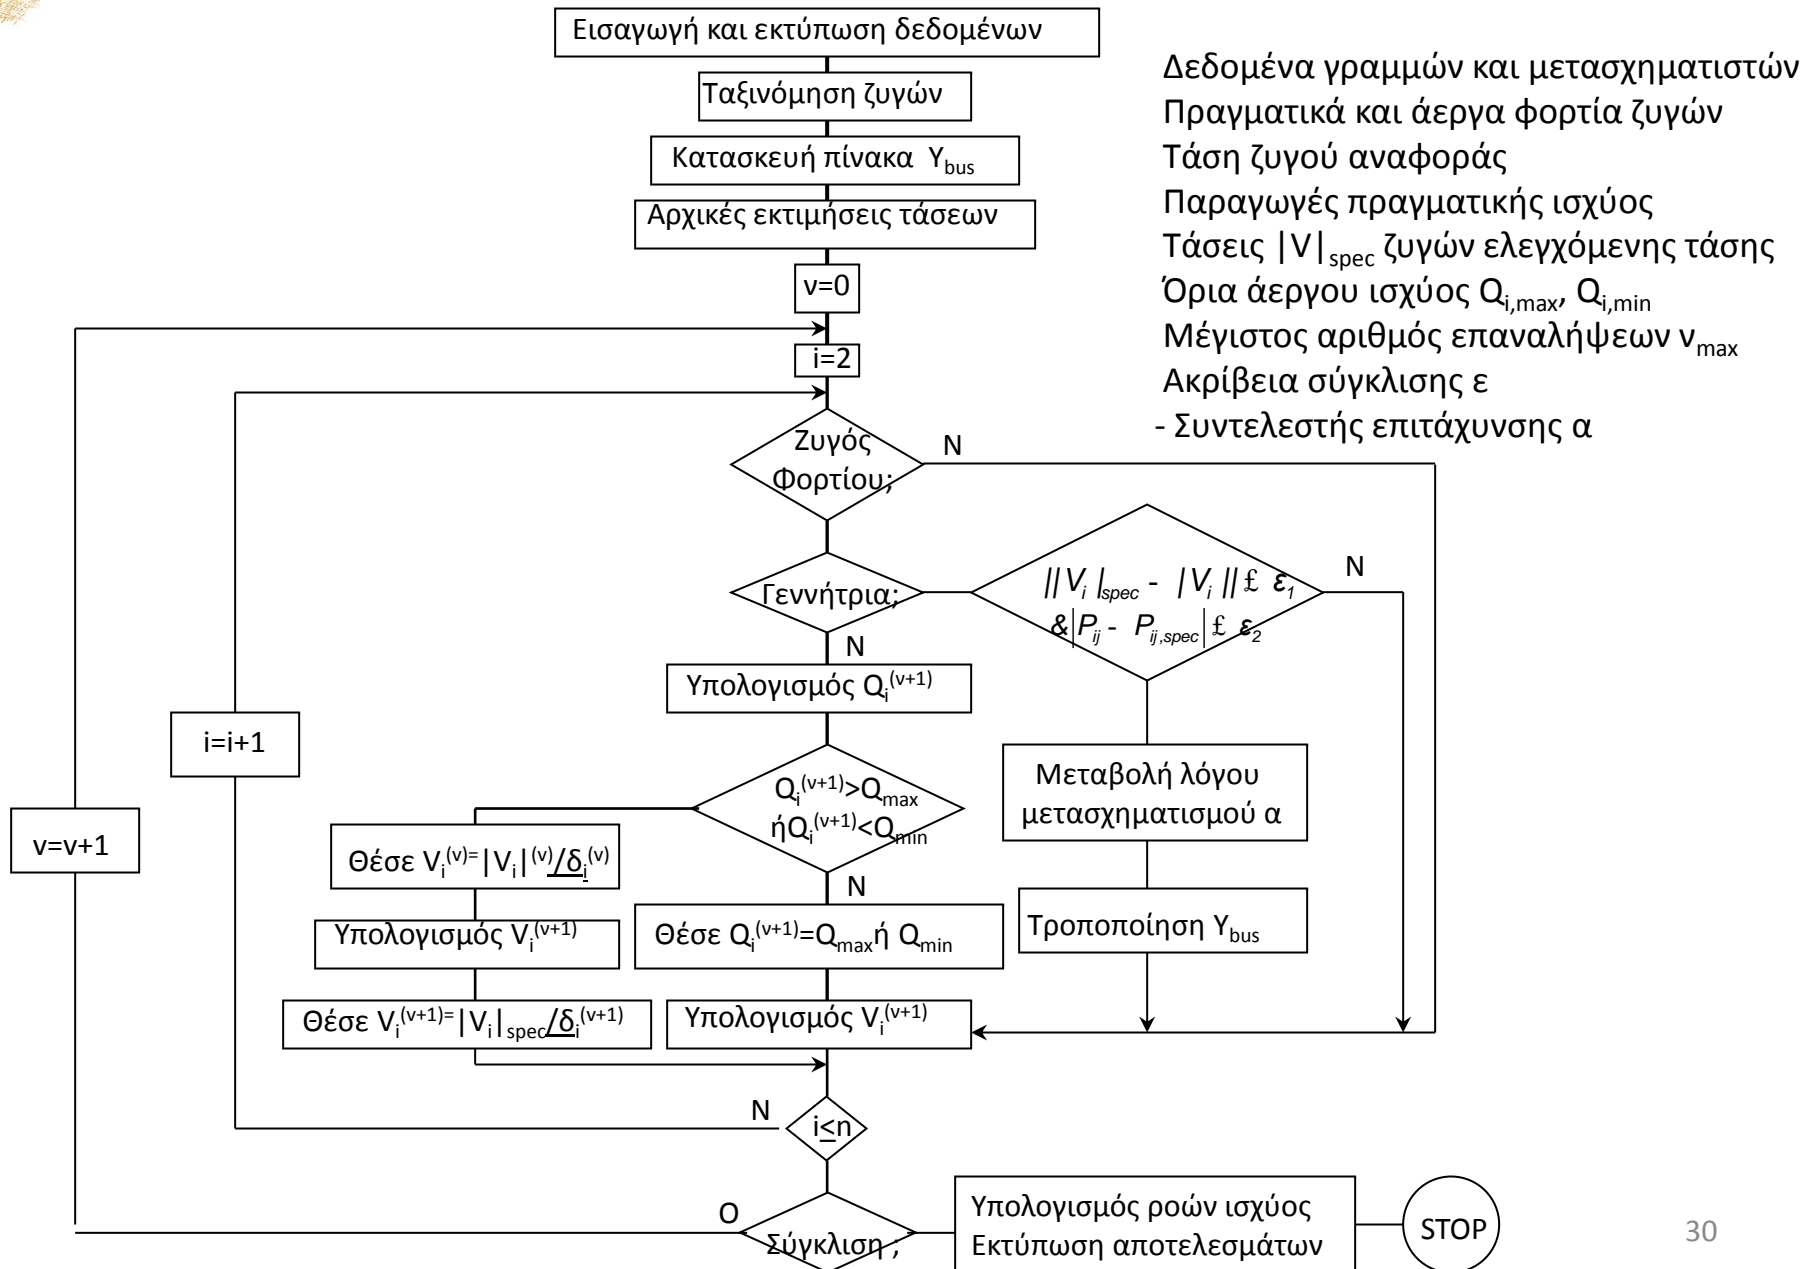 Εισαγωγή και εκτύπωση δεδομένων
Ταξινόμηση ζυγών
Κατασκευή πίνακα Y_bus
Αρχικές εκτιμήσεις τάσεων
ν=0
i=2
Δεδομένα γραμμών και μετασχηματιστών
Πραγματικά και άεργα φορτία ζυγών
Τάση ζυγού αναφοράς
Παραγωγές πραγματικής ισχύος
Τάσεις |V|_spec ζυγών ελεγχόμενης τάσης
Όρια άεργου ισχύος Q_i,max, Q_i,min
Μέγιστος αριθμός επαναλήψεων ν_max
Ακρίβεια σύγκλισης ε
- Συντελεστής επιτάχυνσης α
Ζυγός
Φορτίου;
Ν
Γεννήτρια;
Ν
||V_i|_spec - |V_i|| £ ε_1
&|P_ij - P_ij,spec| £ ε_2
Ν
Υπολογισμός Q_i^(ν+1)
Q_i^(ν+1)>Q_max
ήQ_i^(ν+1)<Q_min
Ν
Μεταβολή λόγου
μετασχηματισμού α
Τροποποίηση Y_bus
Θέσε V_i^(ν)=|V_i|^(ν)/δ_i^(ν)
Υπολογισμός V_i^(ν+1)
Θέσε V_i^(ν+1)=|V_i|_spec/δ_i^(ν+1)
Θέσε Q_i^(ν+1)=Q_max ή Q_min
Υπολογισμός V_i^(ν+1)
i=i+1
ν=ν+1
Ν
i≤n
Ο
Σύγκλιση ;
Υπολογισμός ροών ισχύος
Εκτύπωση αποτελεσμάτων
STOP
30